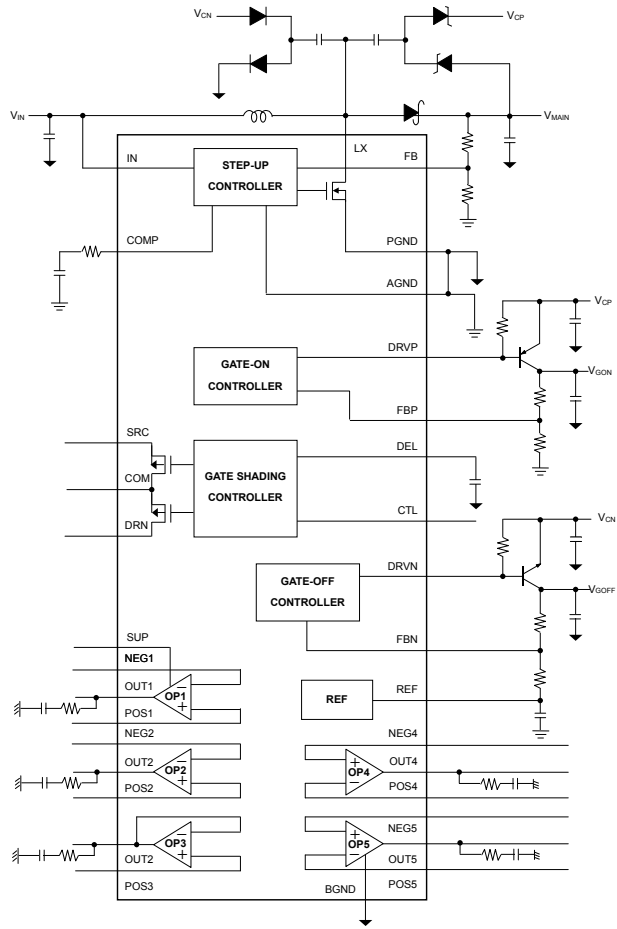 VCN
VCP
VIN
VMAIN
LX
IN
STEP-UP
CONTROLLER
FB
COMP
PGND
AGND
VCP
DRVP
GATE-ON
CONTROLLER
VGON
FBP
SRC
DEL
COM
GATE SHADING
CONTROLLER
CTL
DRN
VCN
DRVN
GATE-OFF
CONTROLLER
VGOFF
FBN
SUP
NEG1
OUT1
OP1
REF
REF
POS1
NEG2
NEG4
OUT2
OP2
OP4
OUT4
POS2
POS4
OP3
NEG5
OP5
OUT2
OUT5
POS3
BGND
POS5